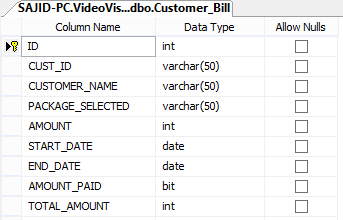 SAJID-PC.VideoVis...dbo.Customer_Bill
Column Name Data Type Allow Nulls
ID int
CUST_ID varchar(50)
CUSTOMER_NAME varchar(50)
PACKAGE_SELECTED varchar(50)
AMOUNT int
START_DATE date
END_DATE date
AMOUNT_PAID bit
TOTAL_AMOUNT int